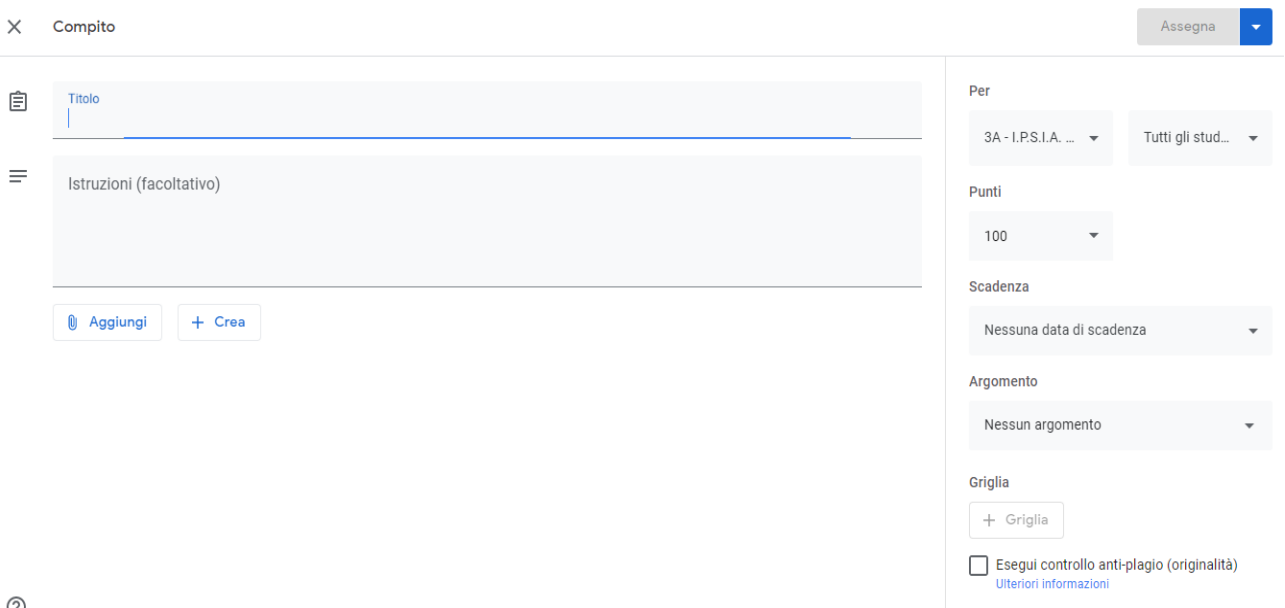 Compito
Assegna
Titolo
Istruzioni (facoltativo)
Aggiungi
Crea
Per
3A - I.P.S.I.A. ...
Tutti gli stud...
Punti
100
Scadenza
Nessuna data di scadenza
Argomento
Nessun argomento
Griglia
Griglia
Esegui controllo anti-plagio (originalità)
Ulteriori informazioni